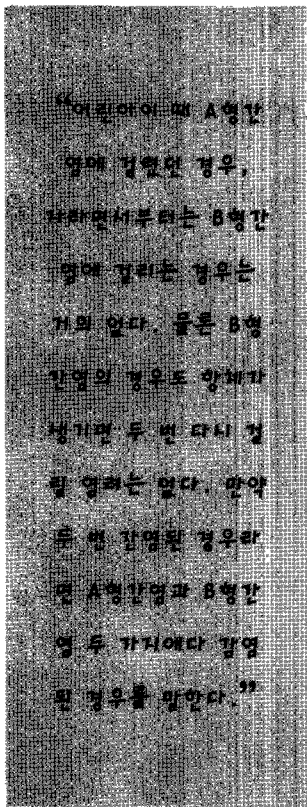 “어린아이 때 A형간
염에 걸렸던 경우,
자라면서부터는 B형간
염에 걸리는 경우는
거의 없다. 물론 B형
간염의 경우도 항체가
생기면 두 번 다시 걸
릴 염려는 없다. 만약
두 번 감염된 경우라
면 A형간염과 B형간
염 두 가지에다 감염
된 경우를 말한다.”